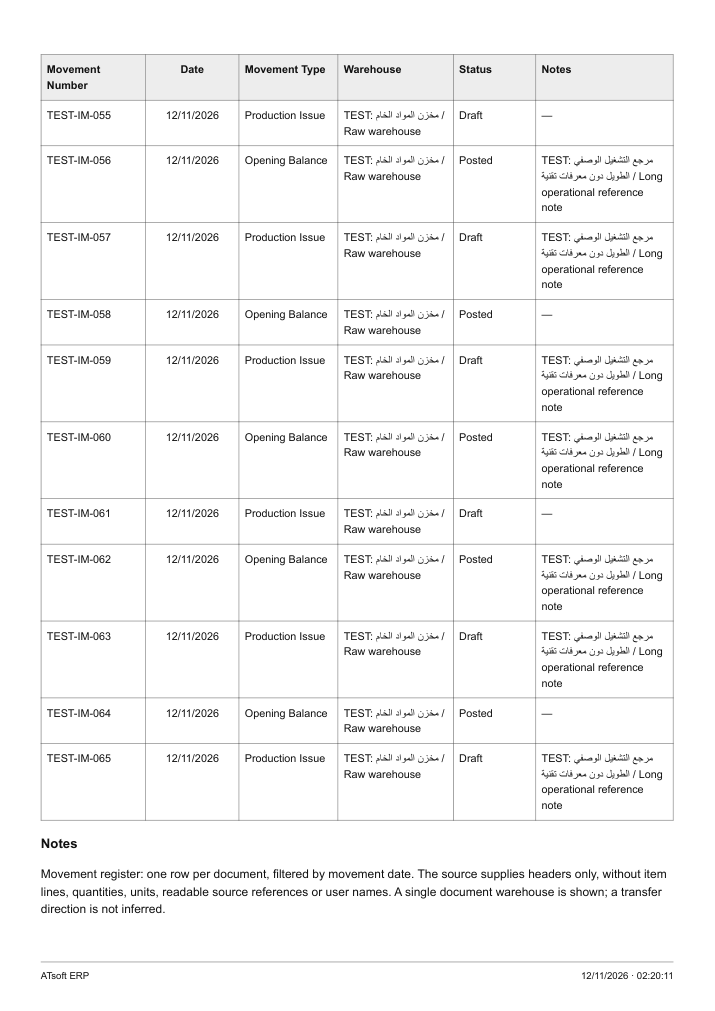 Movement Number Date Movement Type Warehouse Status Notes
TEST-IM-055 12/11/2026 Production Issue TEST: مخزن المواد الخام / Draft —
Raw warehouse
TEST-IM-056 12/11/2026 Opening Balance TEST: مخزن المواد الخام / Posted TEST: مرجع التشغيل الوصفي
Raw warehouse الطويل دون معرفات تقنية / Long
operational reference
note
TEST-IM-057 12/11/2026 Production Issue TEST: مخزن المواد الخام / Draft TEST: مرجع التشغيل الوصفي
Raw warehouse الطويل دون معرفات تقنية / Long
operational reference
note
TEST-IM-058 12/11/2026 Opening Balance TEST: مخزن المواد الخام / Posted —
Raw warehouse
TEST-IM-059 12/11/2026 Production Issue TEST: مخزن المواد الخام / Draft TEST: مرجع التشغيل الوصفي
Raw warehouse الطويل دون معرفات تقنية / Long
operational reference
note
TEST-IM-060 12/11/2026 Opening Balance TEST: مخزن المواد الخام / Posted TEST: مرجع التشغيل الوصفي
Raw warehouse الطويل دون معرفات تقنية / Long
operational reference
note
TEST-IM-061 12/11/2026 Production Issue TEST: مخزن المواد الخام / Draft —
Raw warehouse
TEST-IM-062 12/11/2026 Opening Balance TEST: مخزن المواد الخام / Posted TEST: مرجع التشغيل الوصفي
Raw warehouse الطويل دون معرفات تقنية / Long
operational reference
note
TEST-IM-063 12/11/2026 Production Issue TEST: مخزن المواد الخام / Draft TEST: مرجع التشغيل الوصفي
Raw warehouse الطويل دون معرفات تقنية / Long
operational reference
note
TEST-IM-064 12/11/2026 Opening Balance TEST: مخزن المواد الخام / Posted —
Raw warehouse
TEST-IM-065 12/11/2026 Production Issue TEST: مخزن المواد الخام / Draft TEST: مرجع التشغيل الوصفي
Raw warehouse الطويل دون معرفات تقنية / Long
operational reference
note
Notes
Movement register: one row per document, filtered by movement date. The source supplies headers only, without item
lines, quantities, units, readable source references or user names. A single document warehouse is shown; a transfer
direction is not inferred.
ATsoft ERP 12/11/2026 · 02:20:11